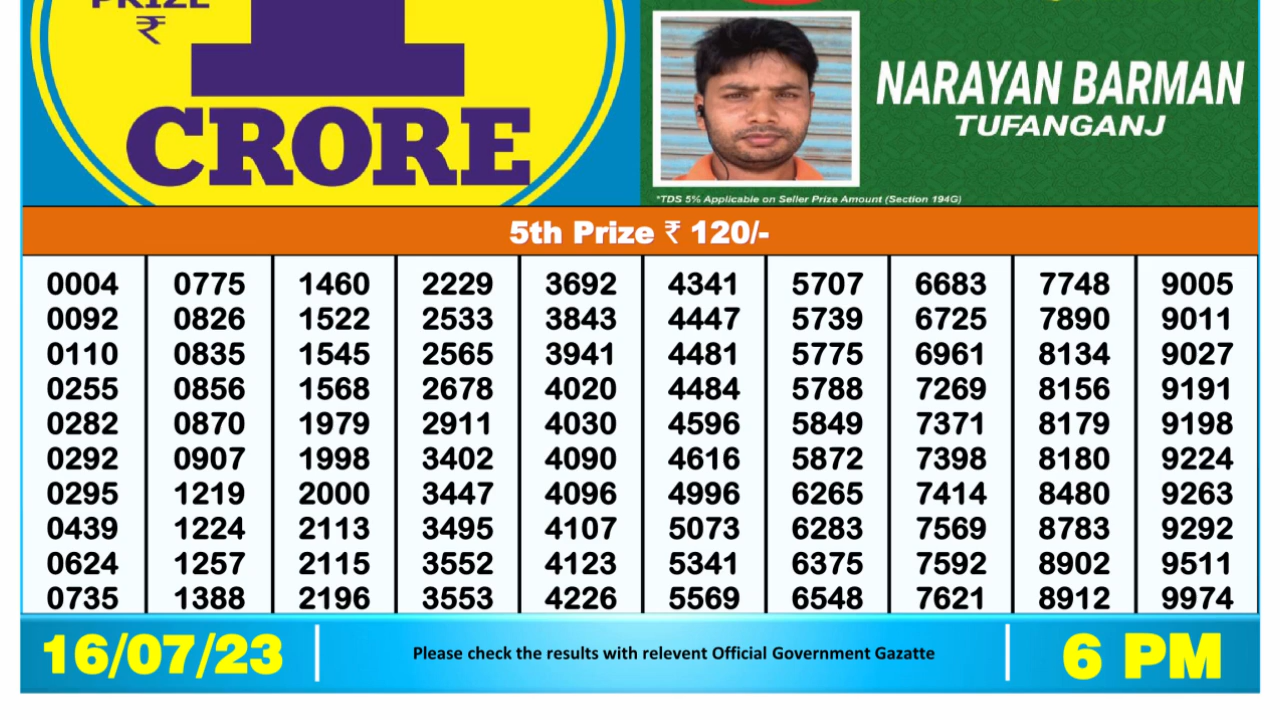 PRIZE
₹
1
CRORE
NARAYAN BARMAN
TUFANGANJ
*TDS 5% Applicable on Seller Prize Amount (Section 194G)
5th Prize ₹ 120/-
0004 0775 1460 2229 3692 4341 5707 6683 7748 9005
0092 0826 1522 2533 3843 4447 5739 6725 7890 9011
0110 0835 1545 2565 3941 4481 5775 6961 8134 9027
0255 0856 1568 2678 4020 4484 5788 7269 8156 9191
0282 0870 1979 2911 4030 4596 5849 7371 8179 9198
0292 0907 1998 3402 4090 4616 5872 7398 8180 9224
0295 1219 2000 3447 4096 4996 6265 7414 8480 9263
0439 1224 2113 3495 4107 5073 6283 7569 8783 9292
0624 1257 2115 3552 4123 5341 6375 7592 8902 9511
0735 1388 2196 3553 4226 5569 6548 7621 8912 9974
16/07/23
Please check the results with relevent Official Government Gazatte
6 PM